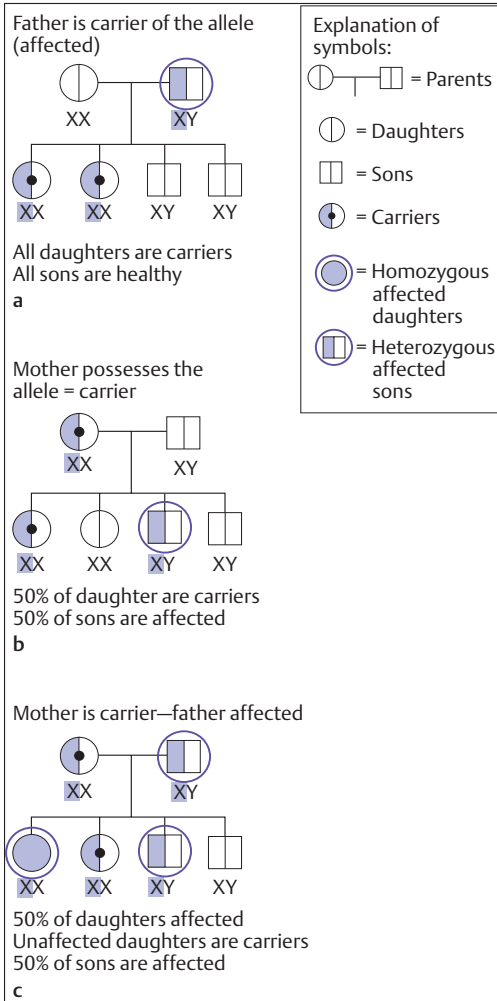 Father is carrier of the allele
(affected)
XX
XY
XX
XX
XY
XY
All daughters are carriers
All sons are healthy
a
Mother possesses the
allele = carrier
XX
XY
XX
XX
XY
XY
50% of daughter are carriers
50% of sons are affected
b
Mother is carrier—father affected
XX
XY
XX
XX
XY
XY
50% of daughters affected
Unaffected daughters are carriers
50% of sons are affected
c
Explanation of
symbols:
= Parents
= Daughters
= Sons
= Carriers
= Homozygous
affected
daughters
= Heterozygous
affected
sons